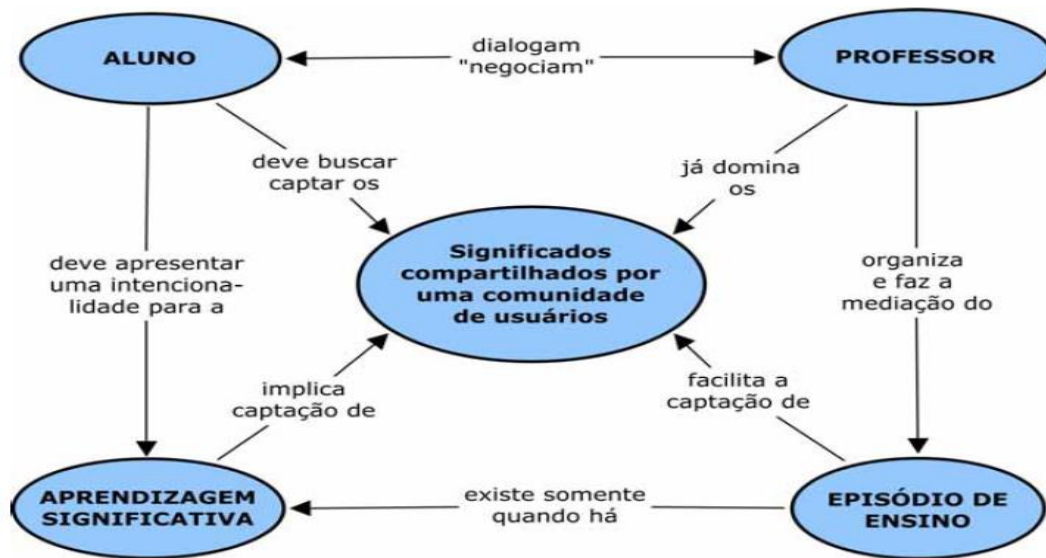 ALUNO
dialogam
"negociam"
PROFESSOR
deve buscar
captar os
já domina
os
deve apresentar
uma intenciona-
lidade para a
Significados
compartilhados por
uma comunidade
de usuários
organiza
e faz a
mediação do
implica
captação de
facilita a
captação de
APRENDIZAGEM
SIGNIFICATIVA
existe somente
quando há
EPISÓDIO DE
ENSINO